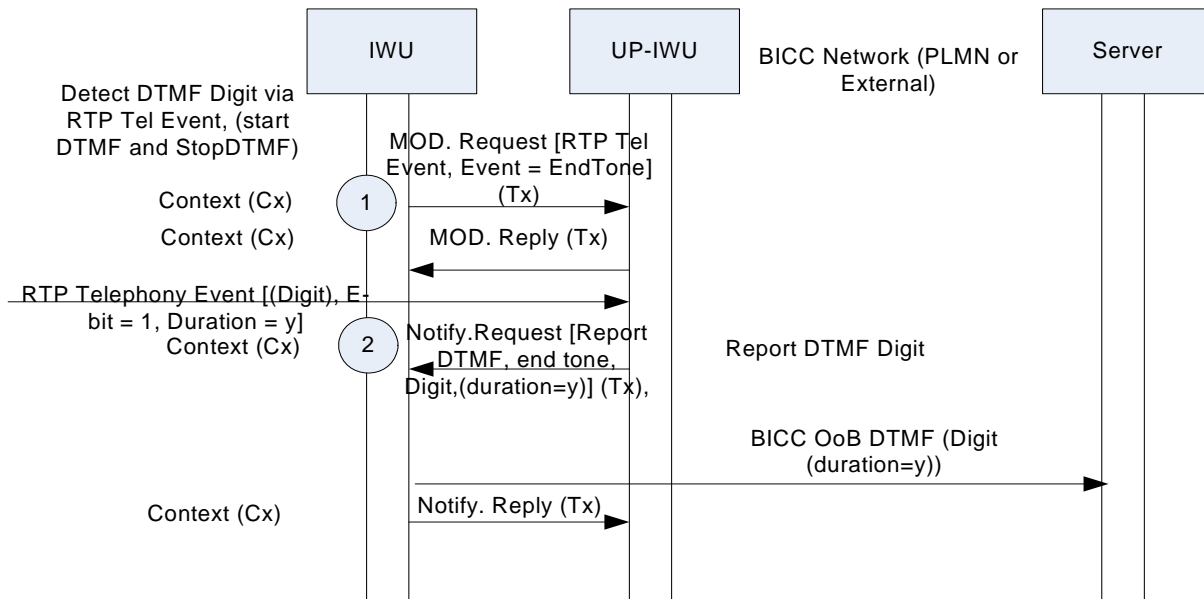 IWU
UP-IWU
BICC Network (PLMN or
External)
Server
Detect DTMF Digit via
RTP Tel Event, (start
DTMF and StopDTMF)
MOD. Request [RTP Tel
Event, Event = EndTone]
(Tx)
Context (Cx)
1
Context (Cx)
MOD. Reply (Tx)
RTP Telephony Event [(Digit), E-
bit = 1, Duration = y]
Context (Cx)
2
Notify.Request [Report
DTMF, end tone,
Digit,(duration=y)] (Tx),
Report DTMF Digit
BICC OoB DTMF (Digit
(duration=y))
Context (Cx)
Notify. Reply (Tx)